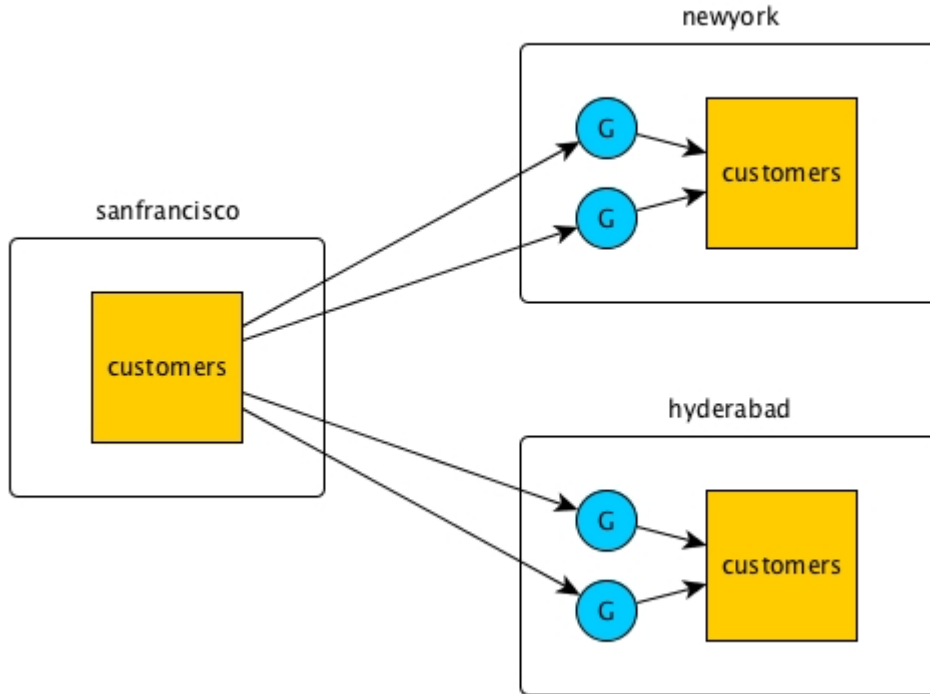 newyork
G
customers
G
sanfrancisco
customers
hyderabad
G
customers
G